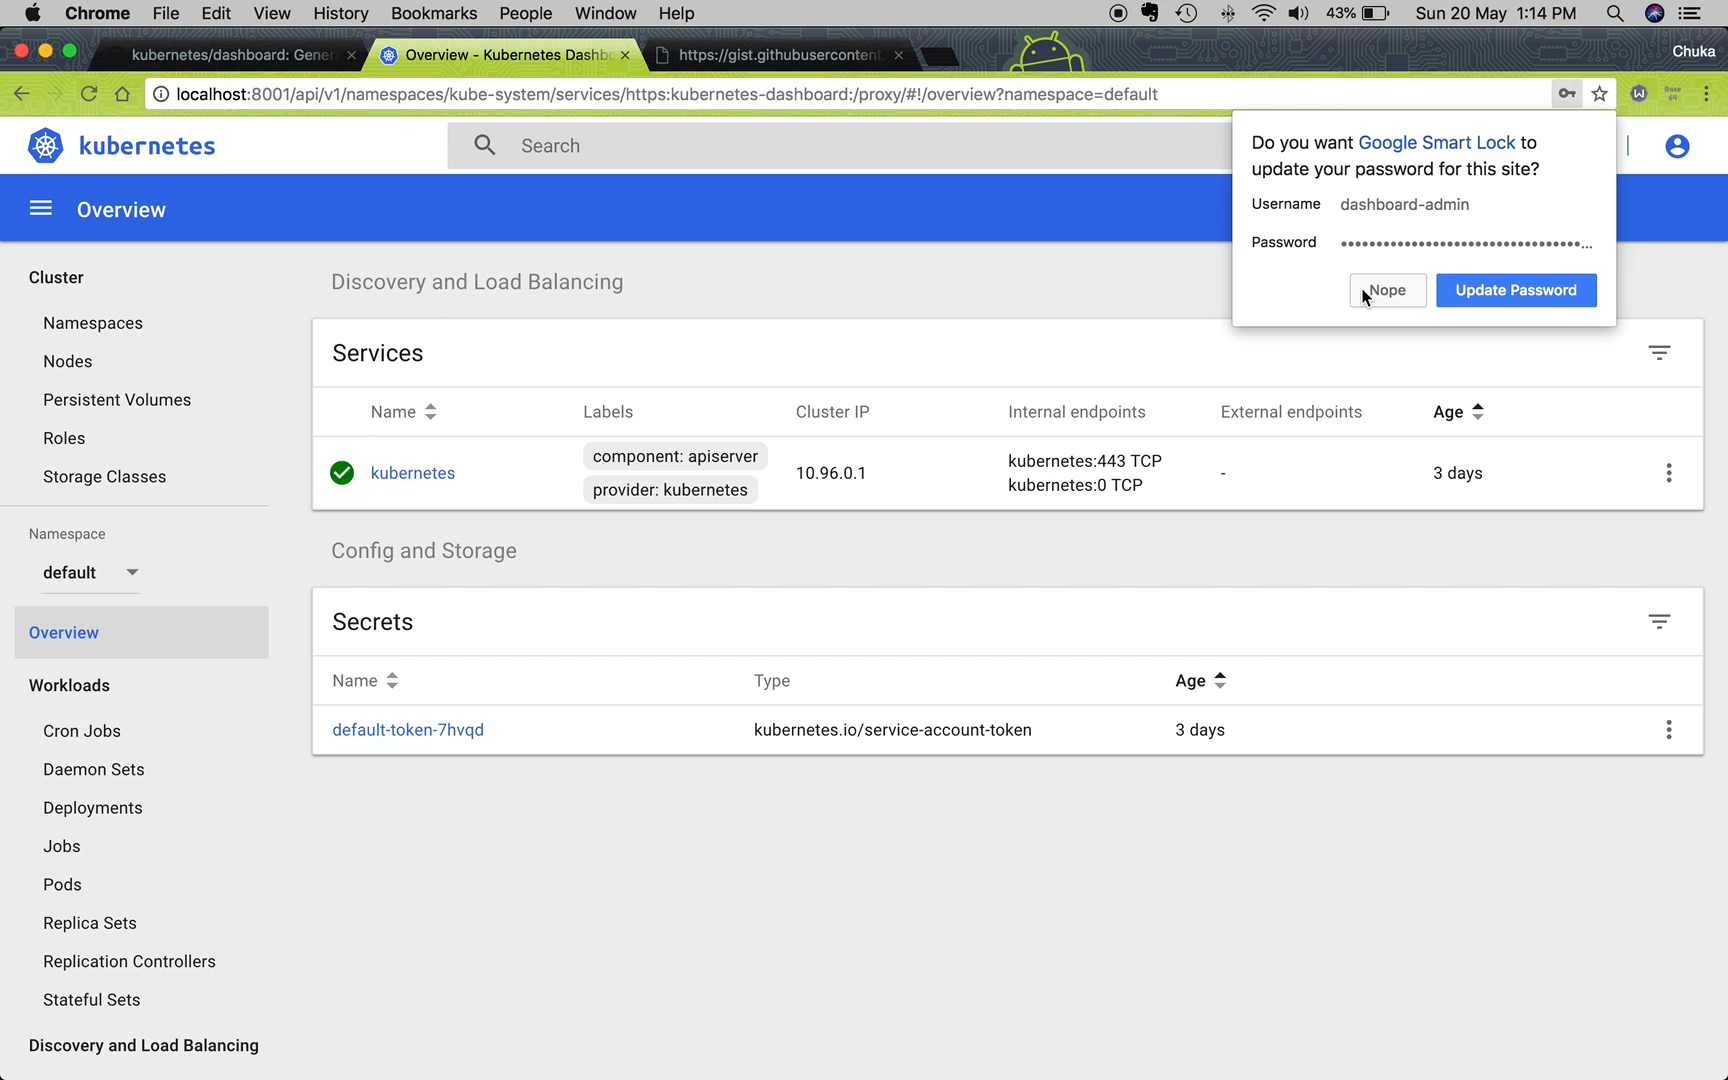 Chrome File Edit View History Bookmarks People Window Help 43% Sun 20 May 1:14 PM
kubernetes/dashboard: Gener × Overview - Kubernetes Dashb × https://gist.githubusercontent. × Chuka
localhost:8001/api/v1/namespaces/kube-system/services/https:kubernetes-dashboard:/proxy/#!/overview?namespace=default
kubernetes Search
Overview
Do you want Google Smart Lock to
update your password for this site?
Username dashboard-admin
Password ••••••••••••••••••••••••••••••••••...
Nope Update Password
Cluster
Namespaces
Nodes
Persistent Volumes
Roles
Storage Classes
Namespace
default
Overview
Workloads
Cron Jobs
Daemon Sets
Deployments
Jobs
Pods
Replica Sets
Replication Controllers
Stateful Sets
Discovery and Load Balancing
Discovery and Load Balancing
Services
Name Labels Cluster IP Internal endpoints External endpoints Age
kubernetes component: apiserver 10.96.0.1 kubernetes:443 TCP - 3 days
provider: kubernetes kubernetes:0 TCP
Config and Storage
Secrets
Name Type Age
default-token-7hvqd kubernetes.io/service-account-token 3 days